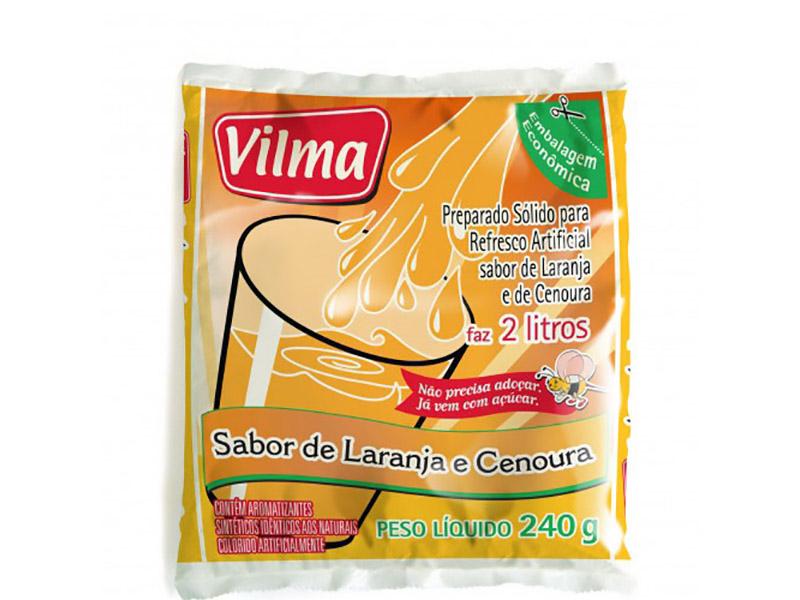 Vilma
Embalagem
Econômica
Preparado Sólido para
Refresco Artificial
sabor de Laranja
e de Cenoura
faz 2 litros
Não precisa adoçar.
Já vem com açúcar.
Sabor de Laranja e Cenoura
CONTÉM AROMATIZANTES
SINTÉTICOS IDÊNTICOS AOS NATURAIS
COLORIDO ARTIFICIALMENTE
PESO LÍQUIDO 240 g